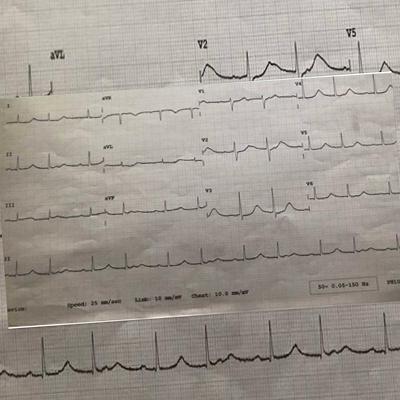 aVL V2 V5
I aVR V1 V4
II aVL V2 V5
III aVF V3 V6
II
Speed: 25 mm/sec Limb: 10 mm/mV Chest: 10.0 mm/mV 50~ 0.05-150 Hz